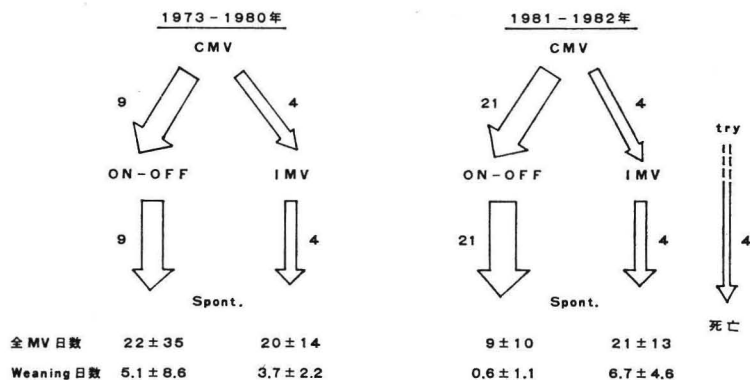 1973-1980年 1981-1982年
CMV CMV
9 4 21 4
try
ON-OFF IMV ON-OFF IMV
9 4 21 4 4
Spont. Spont.
死亡
全MV日数 22±35 20±14 9±10 21±13
Weaning日数 5.1±8.6 3.7±2.2 0.6±1.1 6.7±4.6